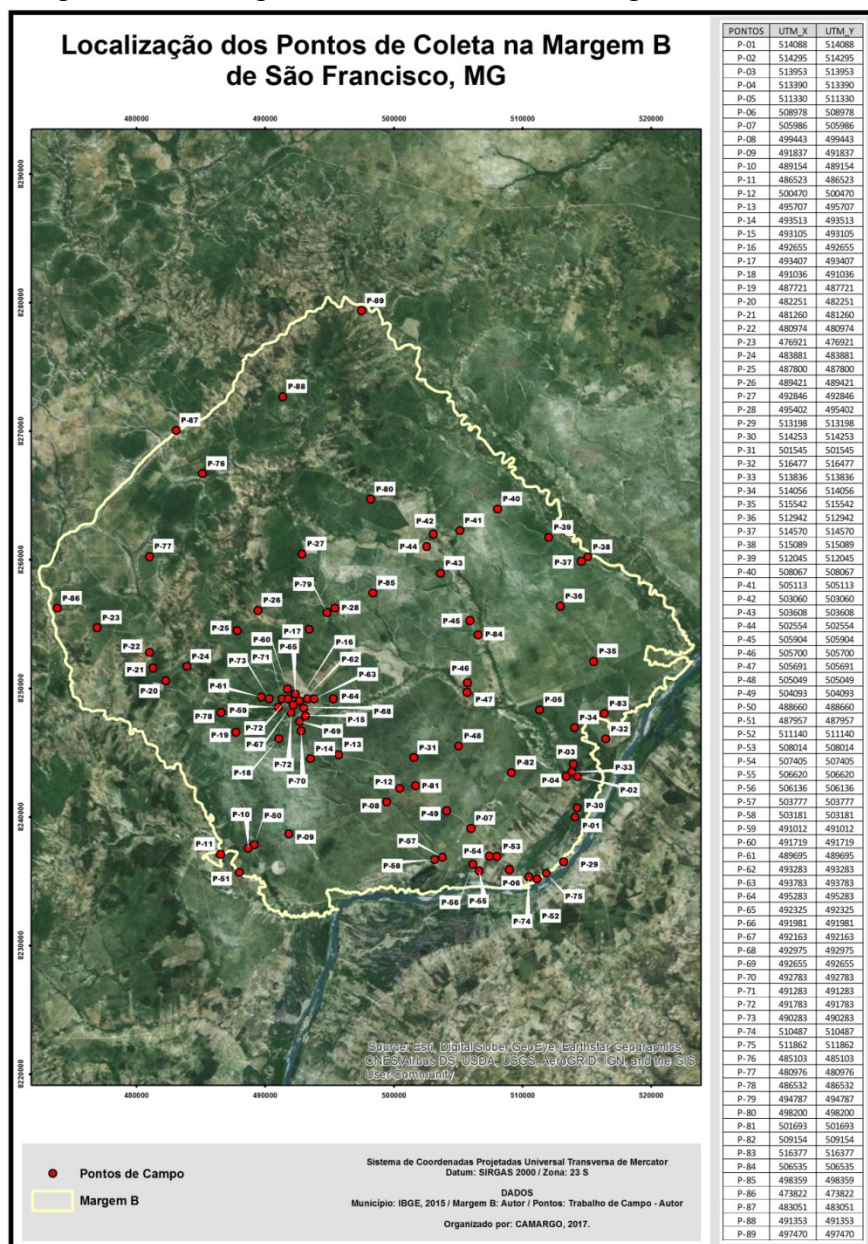 Localização dos Pontos de Coleta na Margem B
de São Francisco, MG
480000 490000 500000 510000 520000
8290000
8280000
8270000
8260000
8250000
8240000
8230000
8220000
P-89
P-88
P-87
P-76
P-80
P-40
P-42
P-41
P-39
P-44
P-38
P-37
P-27
P-77
P-43
P-79
P-85
P-36
P-86
P-26
P-28
P-45
P-23
P-25
P-17
P-16
P-84
P-60
P-65
P-62
P-22
P-71
P-63
P-35
P-24
P-73
P-21
P-46
P-20
P-61
P-64
P-47
P-05
P-83
P-59
P-68
P-78
P-15
P-34
P-72
P-69
P-32
P-19
P-67
P-13
P-48
P-14
P-18
P-72
P-70
P-31
P-03
P-82
P-33
P-12
P-81
P-04
P-02
P-08
P-30
P-49
P-50
P-10
P-07
P-01
P-09
P-11
P-57
P-54
P-53
P-29
P-58
P-51
P-06
P-75
P-56
P-55
P-74
P-52
Source: Esri, DigitalGlobe, GeoEye, Earthstar Geographics,
CNES/Airbus DS, USDA, USGS, AeroGRID, IGN, and the GIS
User Community
480000 490000 500000 510000 520000
Pontos de Campo
Margem B
Sistema de Coordenadas Projetadas Universal Transversa de Mercator
Datum: SIRGAS 2000 / Zona: 23 S
DADOS
Município: IBGE, 2015 / Margem B: Autor / Pontos: Trabalho de Campo - Autor
Organizado por: CAMARGO, 2017.
PONTOS UTM_X UTM_Y
P-01 514088 514088
P-02 514295 514295
P-03 513953 513953
P-04 513390 513390
P-05 511330 511330
P-06 508978 508978
P-07 505986 505986
P-08 499443 499443
P-09 491837 491837
P-10 489154 489154
P-11 486523 486523
P-12 500470 500470
P-13 495707 495707
P-14 493513 493513
P-15 493105 493105
P-16 492655 492655
P-17 493407 493407
P-18 491036 491036
P-19 487721 487721
P-20 482251 482251
P-21 481260 481260
P-22 480974 480974
P-23 476921 476921
P-24 483881 483881
P-25 487800 487800
P-26 489421 489421
P-27 492846 492846
P-28 495402 495402
P-29 513198 513198
P-30 514253 514253
P-31 501545 501545
P-32 516477 516477
P-33 513836 513836
P-34 514056 514056
P-35 515542 515542
P-36 512942 512942
P-37 514570 514570
P-38 515089 515089
P-39 512045 512045
P-40 508067 508067
P-41 505113 505113
P-42 503060 503060
P-43 503608 503608
P-44 502554 502554
P-45 505904 505904
P-46 505700 505700
P-47 505691 505691
P-48 505049 505049
P-49 504093 504093
P-50 488660 488660
P-51 487957 487957
P-52 511140 511140
P-53 508014 508014
P-54 507405 507405
P-55 506620 506620
P-56 506136 506136
P-57 503777 503777
P-58 503181 503181
P-59 491012 491012
P-60 491719 491719
P-61 489695 489695
P-62 493283 493283
P-63 493783 493783
P-64 495283 495283
P-65 492325 492325
P-66 491981 491981
P-67 492163 492163
P-68 492975 492975
P-69 492655 492655
P-70 492783 492783
P-71 491283 491283
P-72 491783 491783
P-73 490283 490283
P-74 510487 510487
P-75 511862 511862
P-76 485103 485103
P-77 480976 480976
P-78 486532 486532
P-79 494787 494787
P-80 498200 498200
P-81 501693 501693
P-82 509154 509154
P-83 516377 516377
P-84 506535 506535
P-85 498359 498359
P-86 473822 473822
P-87 483051 483051
P-88 491353 491353
P-89 497470 497470